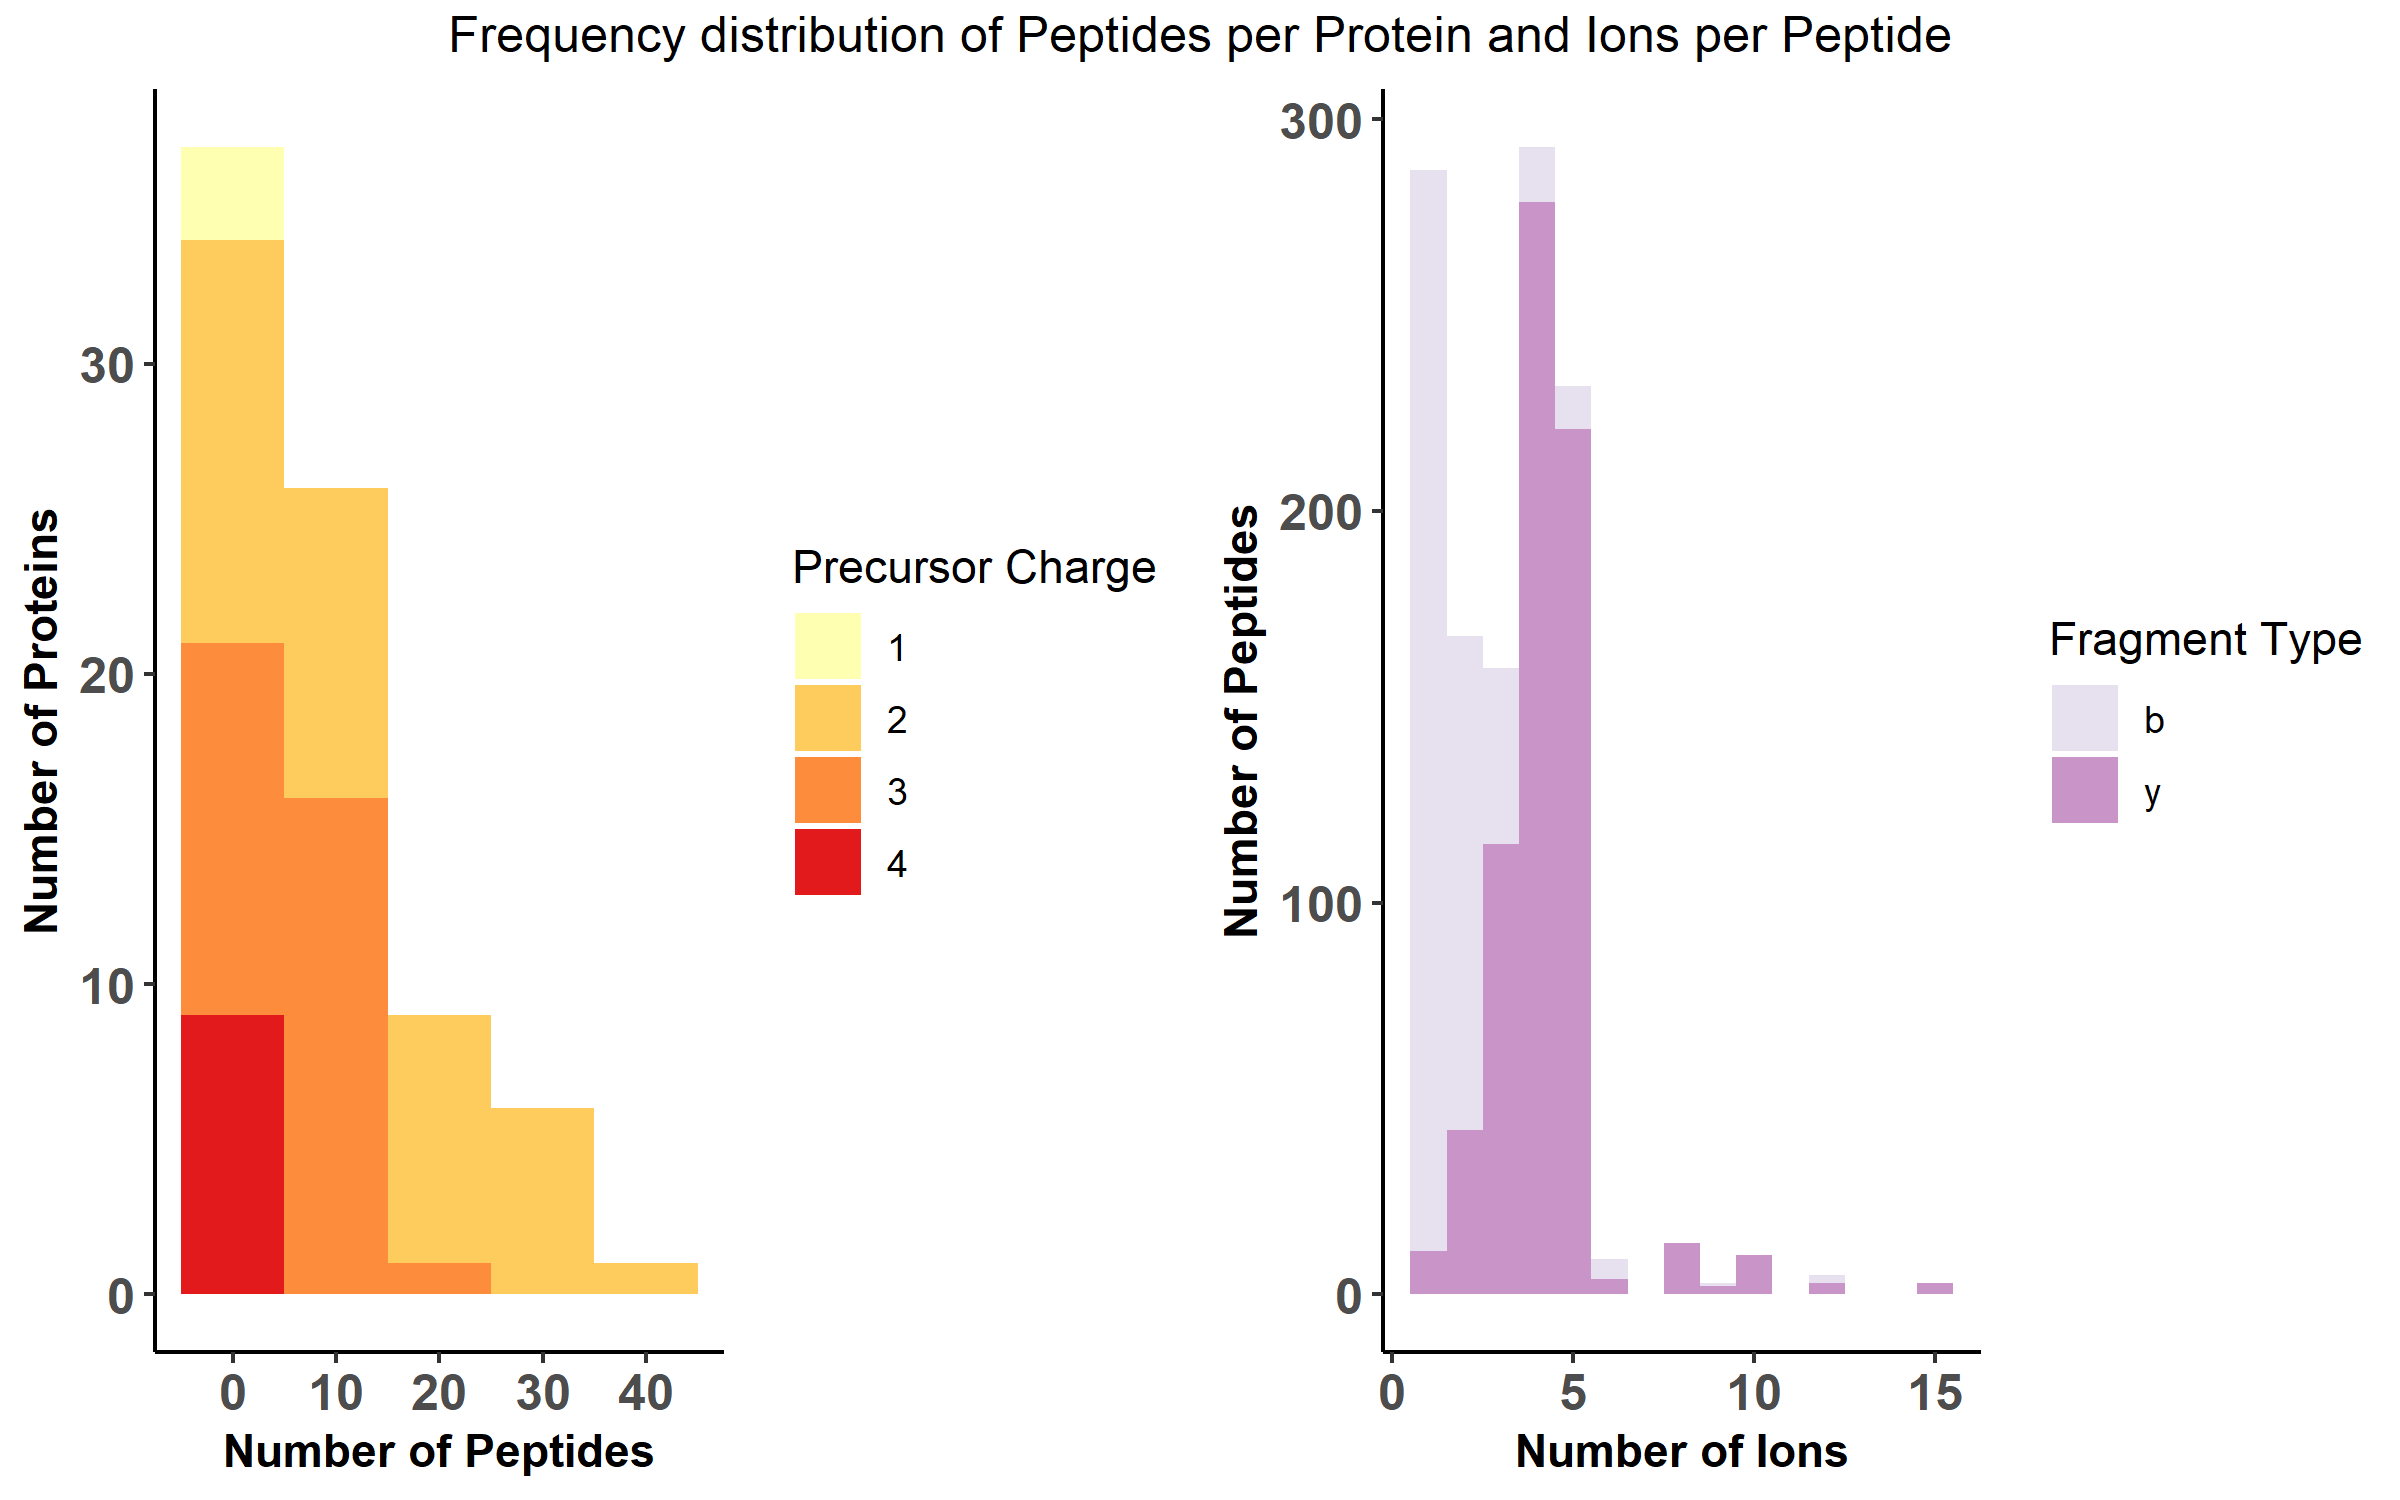 Frequency distribution of Peptides per Protein and Ions per Peptide
Number of Proteins
30
20
10
0
0 10 20 30 40
Number of Peptides
Precursor Charge
1
2
3
4
Number of Peptides
300
200
100
0
0 5 10 15
Number of Ions
Fragment Type
b
y